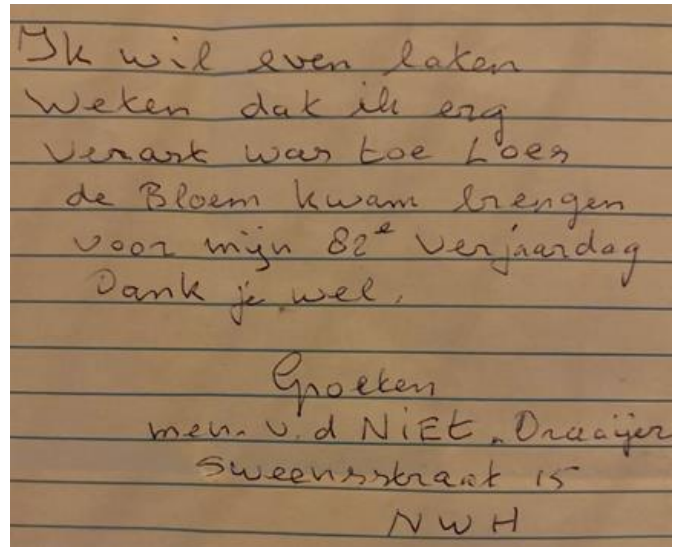 Ik wil even laten
Weten dat ik erg
Verast was toe Loes
de Bloem kwam brengen
voor mijn 82e Verjaardag
Dank je wel.
Groeten
mev. v.d NiEt. Draaijer
Sweensstraat 15
NWH